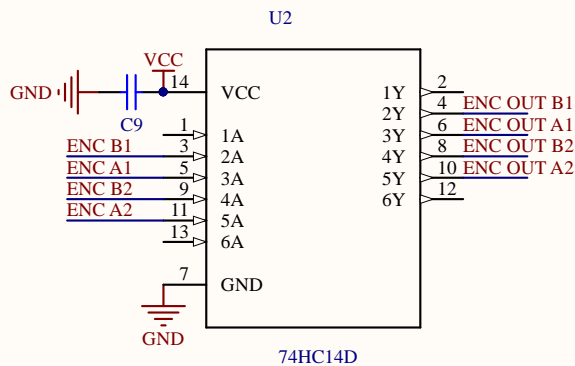 U2
VCC
GND
14
VCC
C9
1Y
2
2Y
4
ENC OUT B1
1
1A
3Y
6
ENC OUT A1
ENC B1
3
2A
4Y
8
ENC OUT B2
ENC A1
5
3A
5Y
10
ENC OUT A2
ENC B2
9
4A
6Y
12
ENC A2
11
5A
13
6A
7
GND
GND
74HC14D